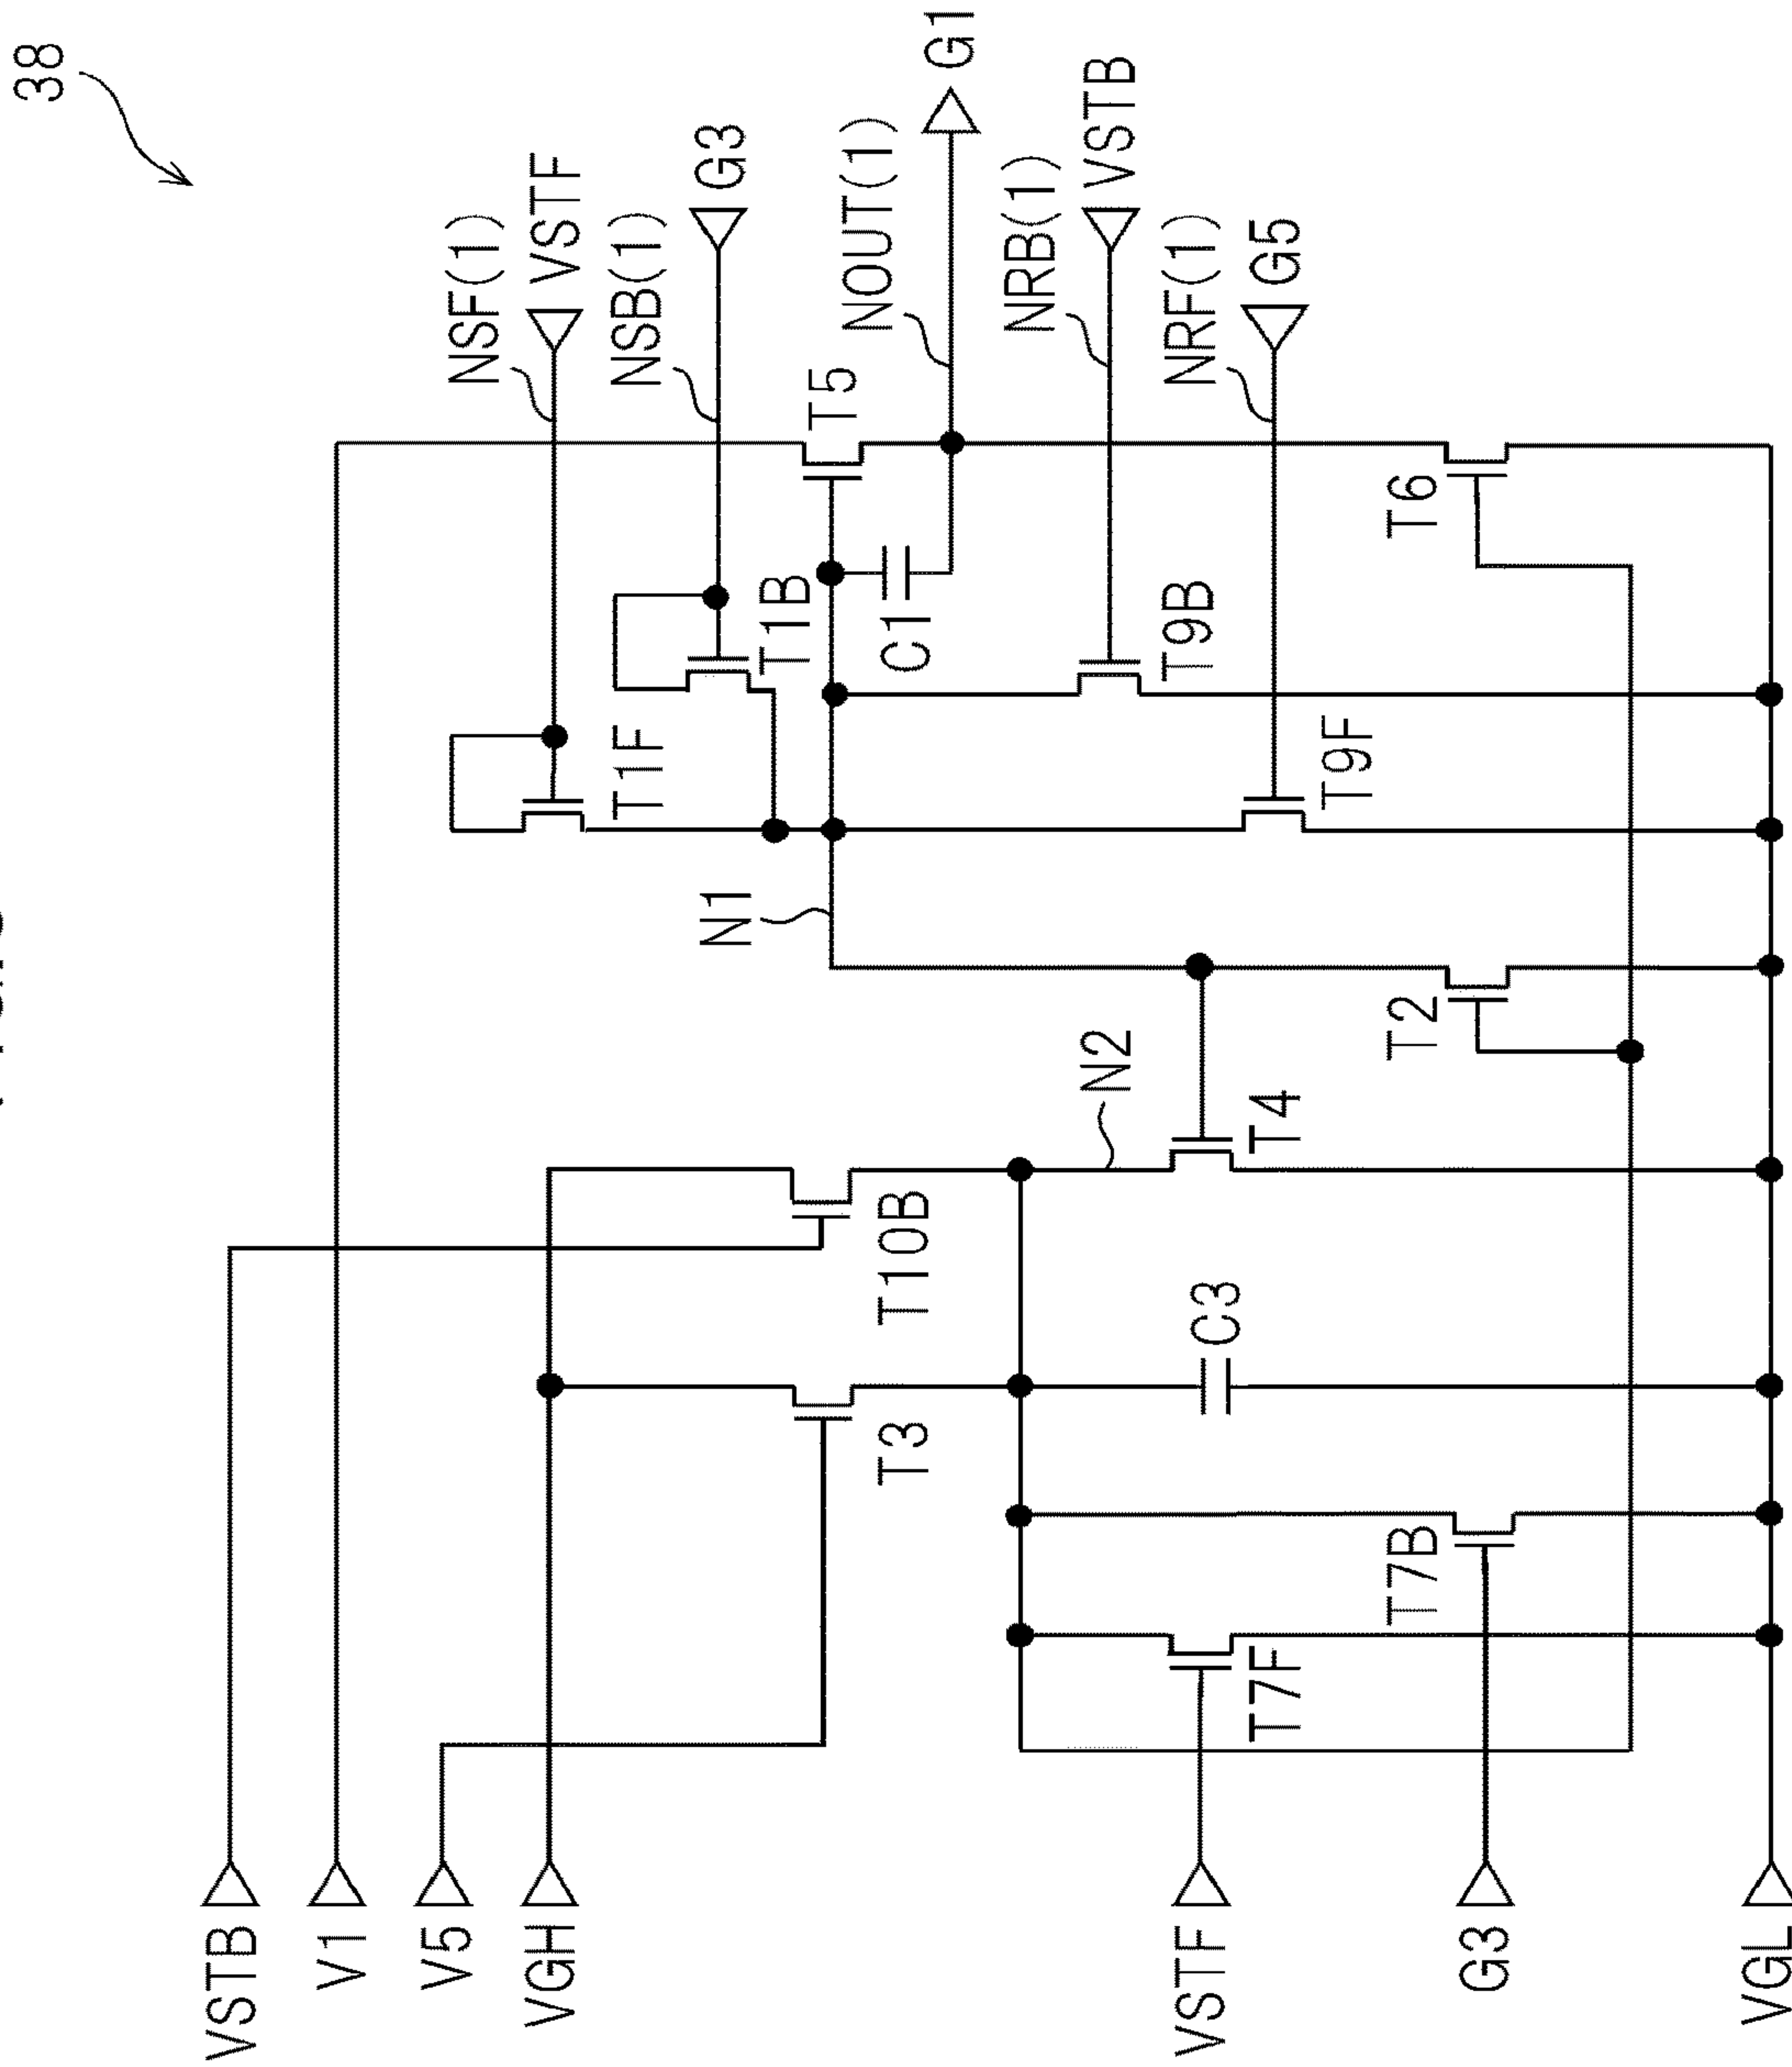 38
NSF(1)
VSTF
NSB(1)
G3
NOUT(1)
G1
NRB(1)
VSTB
NRF(1)
G5
T1F
T1B
T5
C1
T9B
T9F
T6
N1
N2
T2
T4
T10B
T3
C3
T7B
T7F
VSTB
V1
V5
VGH
VSTF
G3
VGL